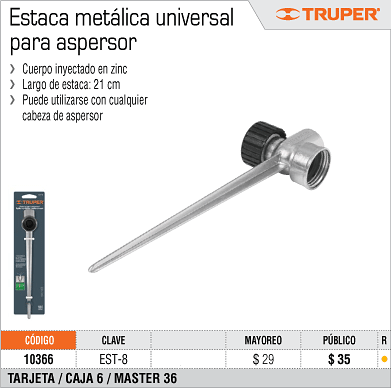 Estaca metálica universal
para aspersor
TRUPER®
❯ Cuerpo inyectado en zinc
❯ Largo de estaca: 21 cm
❯ Puede utilizarse con cualquier
cabeza de aspersor
TRUPER
CÓDIGO CLAVE MAYOREO PÚBLICO R
10366 EST-8 $ 29 $ 35
TARJETA / CAJA 6 / MASTER 36